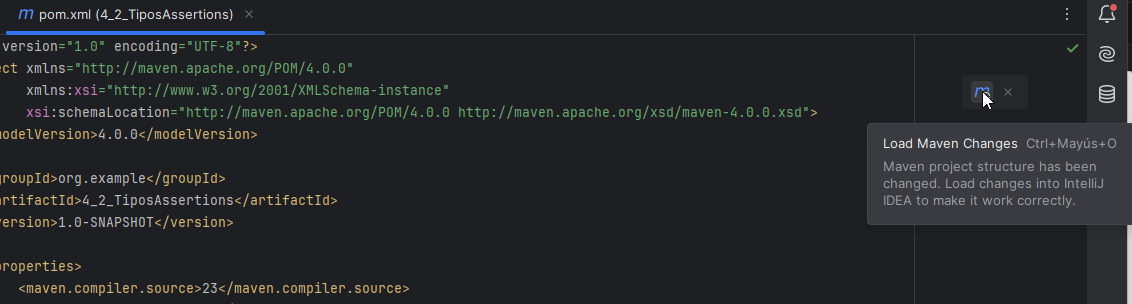 m pom.xml (4_2_TiposAssertions)
version="1.0" encoding="UTF-8"?>
ect xmlns="http://maven.apache.org/POM/4.0.0"
xmlns:xsi="http://www.w3.org/2001/XMLSchema-instance"
xsi:schemaLocation="http://maven.apache.org/POM/4.0.0 http://maven.apache.org/xsd/maven-4.0.0.xsd">
modelVersion>4.0.0</modelVersion>
m
Load Maven Changes Ctrl+Mayús+O
Maven project structure has been
changed. Load changes into IntelliJ
IDEA to make it work correctly.
groupId>org.example</groupId>
artifactId>4_2_TiposAssertions</artifactId>
version>1.0-SNAPSHOT</version>
properties>
<maven.compiler.source>23</maven.compiler.source>